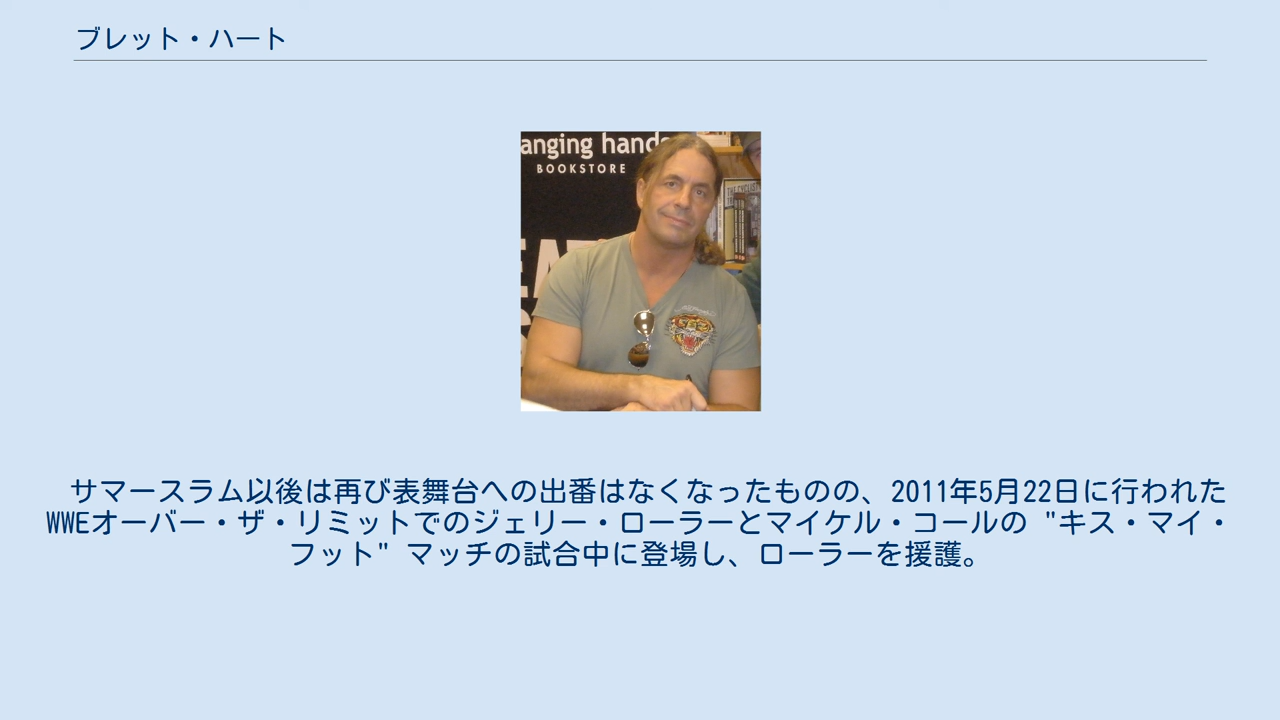 ブレット・ハート
anging hands
BOOKSTORE
サマースラム以後は再び表舞台への出番はなくなったものの、2011年5月22日に行われた
WWEオーバー・ザ・リミットでのジェリー・ローラーとマイケル・コールの "キス・マイ・
フット" マッチの試合中に登場し、ローラーを援護。